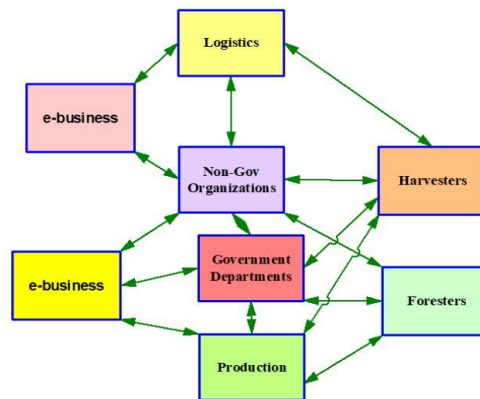 Logistics
e-business
Non-Gov
Organizations
Harvesters
e-business
Government
Departments
Foresters
Production